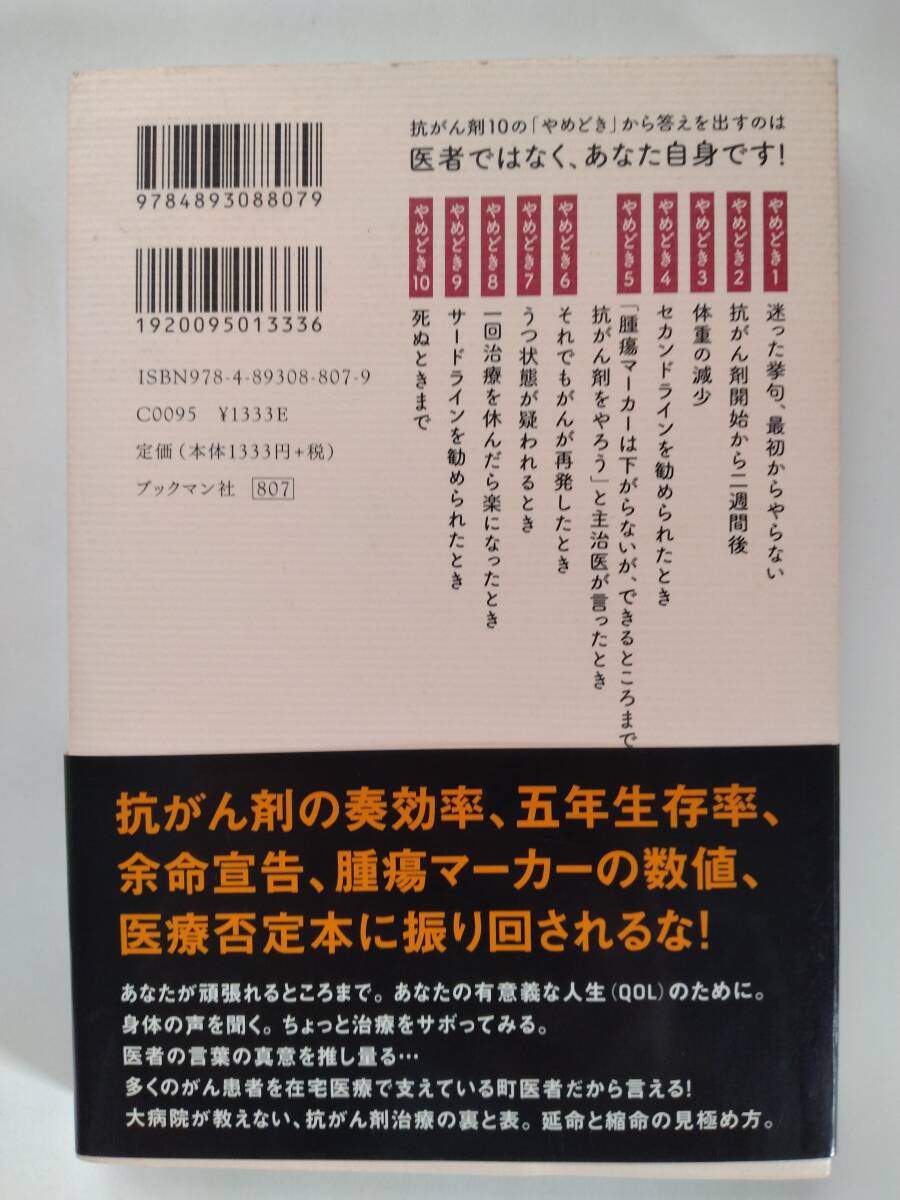 9784893088079
1920095013336
ISBN978-4-89308-807-9
C0095 ¥1333E
定価(本体1333円+税)
ブックマン社 807
抗がん剤10の「やめどき」から答えを出すのは
医者ではなく、あなた自身です!
やめどき1 迷った挙句、最初からやらない
やめどき2 抗がん剤開始から二週間後
やめどき3 体重の減少
やめどき4 セカンドラインを勧められたとき
やめどき5 「腫瘍マーカーは下がらないが、できるところまで
抗がん剤をやろう」と主治医が言ったとき
やめどき6 それでもがんが再発したとき
やめどき7 うつ状態が疑われるとき
やめどき8 一回治療を休んだら楽になったとき
やめどき9 サードラインを勧められたとき
やめどき10 死ぬときまで
抗がん剤の奏効率、五年生存率、
余命宣告、腫瘍マーカーの数値、
医療否定本に振り回されるな!
あなたが頑張れるところまで。あなたの有意義な人生(QOL)のために。
身体の声を聞く。ちょっと治療をサボってみる。
医者の言葉の真意を推し量る…
多くのがん患者を在宅医療で支えている町医者だから言える!
大病院が教えない、抗がん剤治療の裏と表。延命と縮命の見極め方。